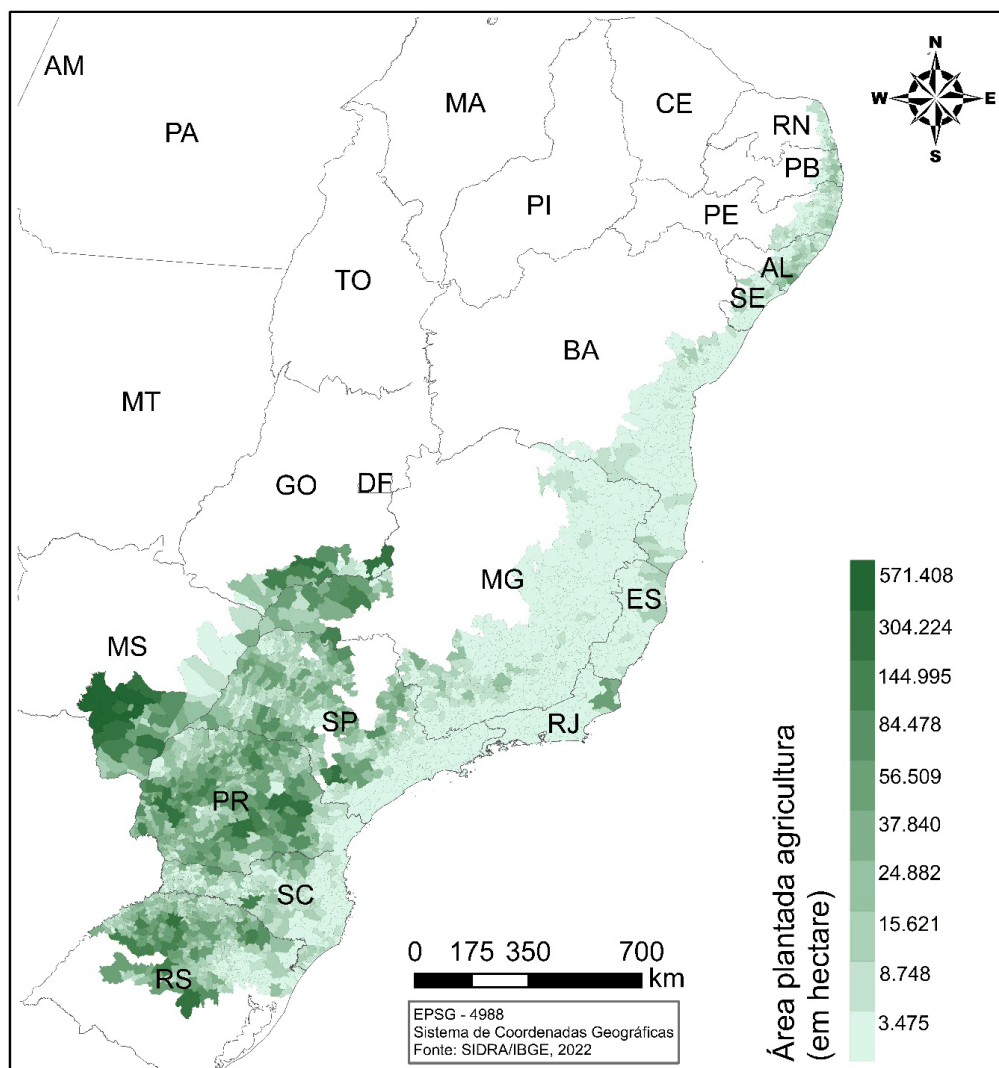 N
W
E
S
AM
PA
MA
CE
RN
PB
PI
PE
AL
SE
TO
BA
MT
GO
DF
MG
ES
MS
SP
RJ
PR
SC
RS
571.408
304.224
144.995
84.478
56.509
37.840
24.882
15.621
8.748
3.475
Área plantada agricultura
(em hectare)
0 175 350 700
km
EPSG - 4988
Sistema de Coordenadas Geográficas
Fonte: SIDRA/IBGE, 2022